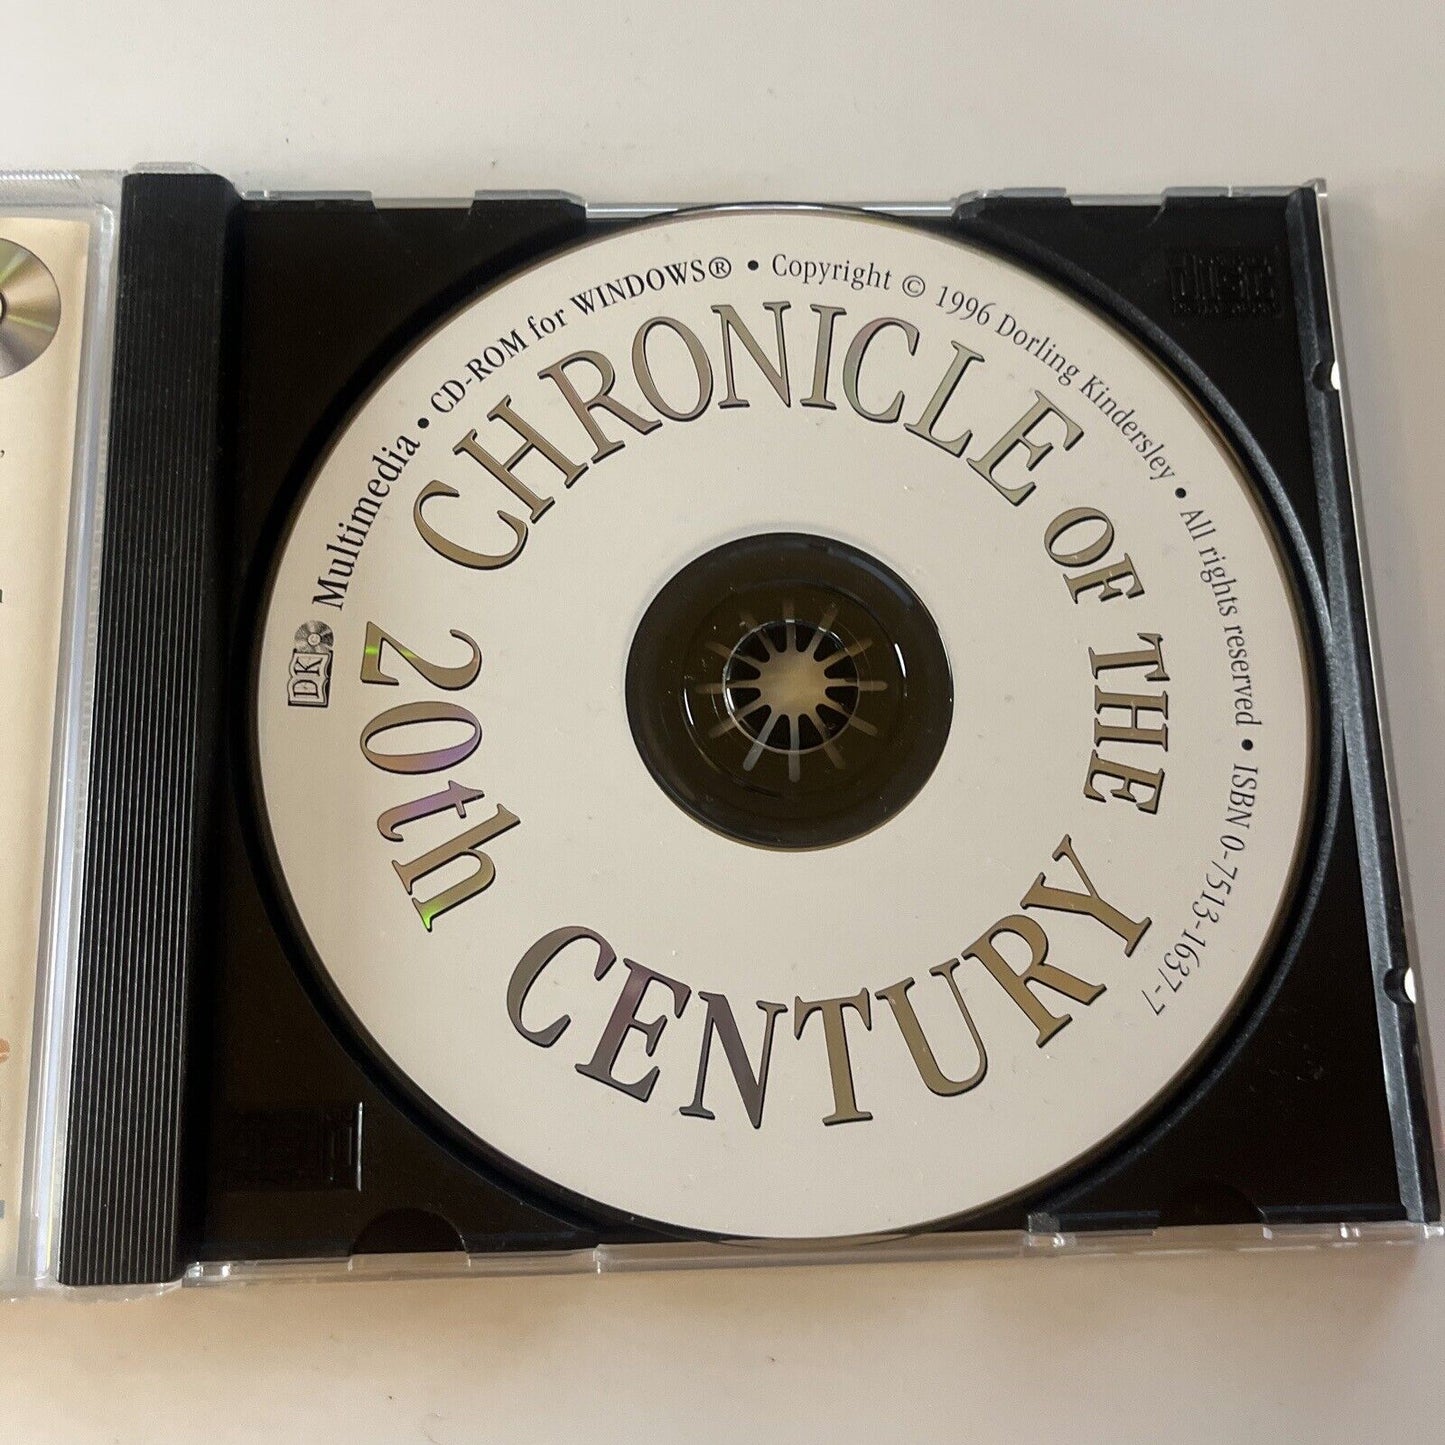 DK Multimedia • CD-ROM for WINDOWS® • Copyright © 1996 Dorling Kindersley • All rights reserved • ISBN 0-7513-1637-7
CHRONICLE OF THE
20th CENTURY